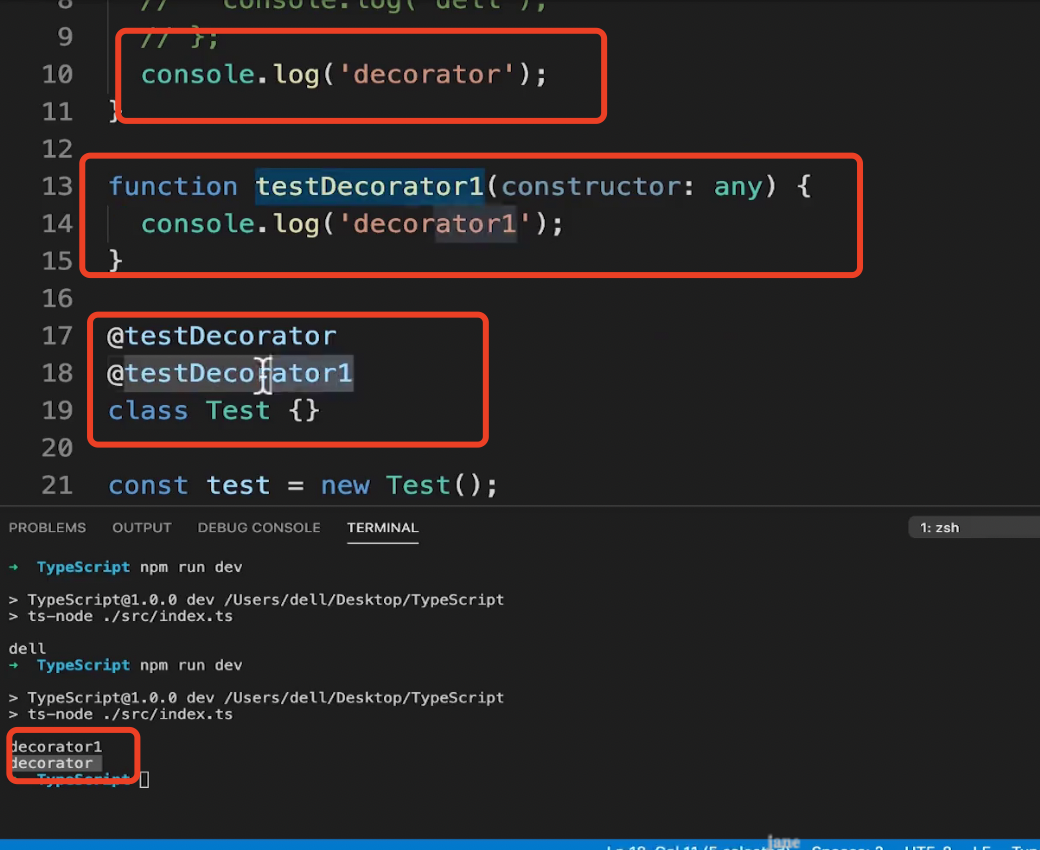 8 // console.log('dell');
9 // };
10 console.log('decorator');
11 }
12
13 function testDecorator1(constructor: any) {
14 console.log('decorator1');
15 }
16
17 @testDecorator
18 @testDecorator1
19 class Test {}
20
21 const test = new Test();
PROBLEMS OUTPUT DEBUG CONSOLE TERMINAL 1: zsh
→ TypeScript npm run dev
> TypeScript@1.0.0 dev /Users/dell/Desktop/TypeScript
> ts-node ./src/index.ts
dell
→ TypeScript npm run dev
> TypeScript@1.0.0 dev /Users/dell/Desktop/TypeScript
> ts-node ./src/index.ts
decorator1
decorator
TypeScript
jane